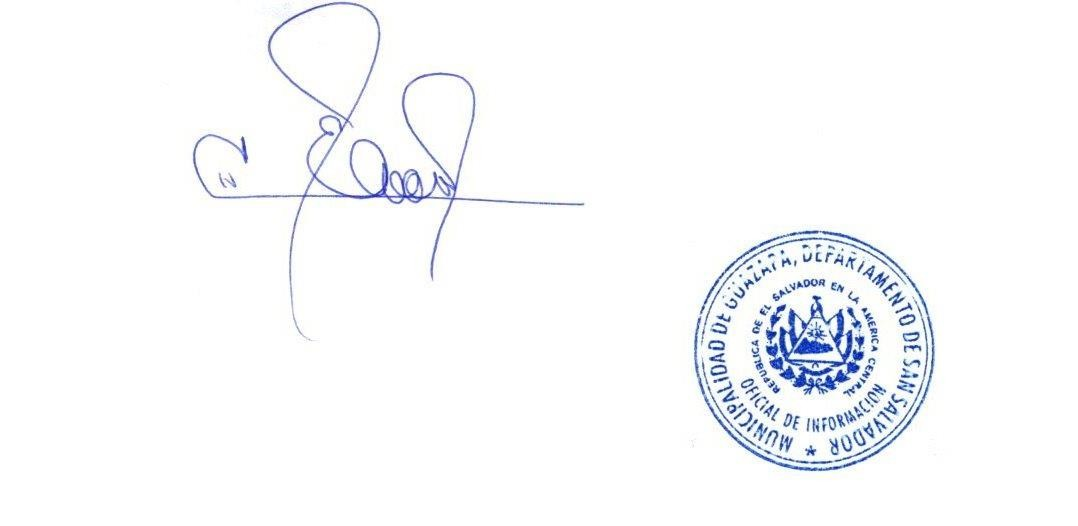 MUNICIPALIDAD DE GUAZAPA, DEPARTAMENTO DE SAN SALVADOR *
REPUBLICA DE EL SALVADOR EN LA AMERICA CENTRAL
OFICIAL DE INFORMACION